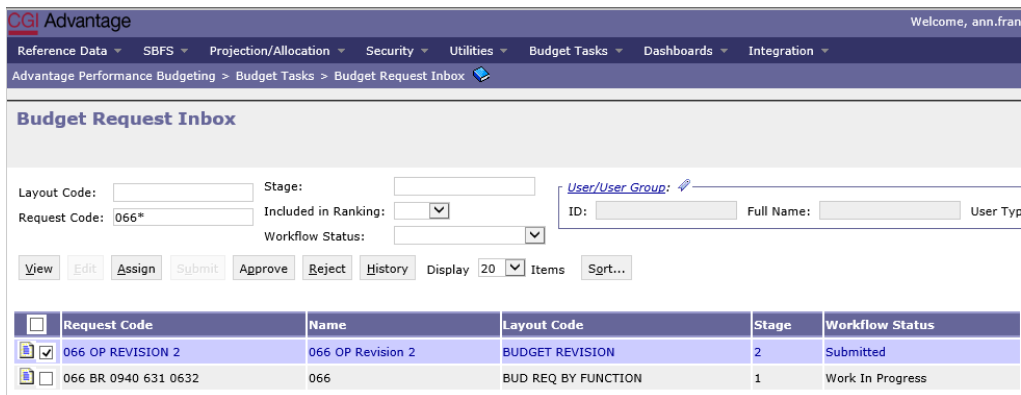 CGI Advantage
Welcome, ann.fran
Reference Data SBFS Projection/Allocation Security Utilities Budget Tasks Dashboards Integration
Advantage Performance Budgeting > Budget Tasks > Budget Request Inbox
Budget Request Inbox
Layout Code: Stage: User/User Group:
Request Code: 066* Included in Ranking: ID: Full Name: User Typ
Workflow Status:
View Edit Assign Submit Approve Reject History Display 20 Items Sort...
Request Code Name Layout Code Stage Workflow Status
066 OP REVISION 2 066 OP Revision 2 BUDGET REVISION 2 Submitted
066 BR 0940 631 0632 066 BUD REQ BY FUNCTION 1 Work In Progress